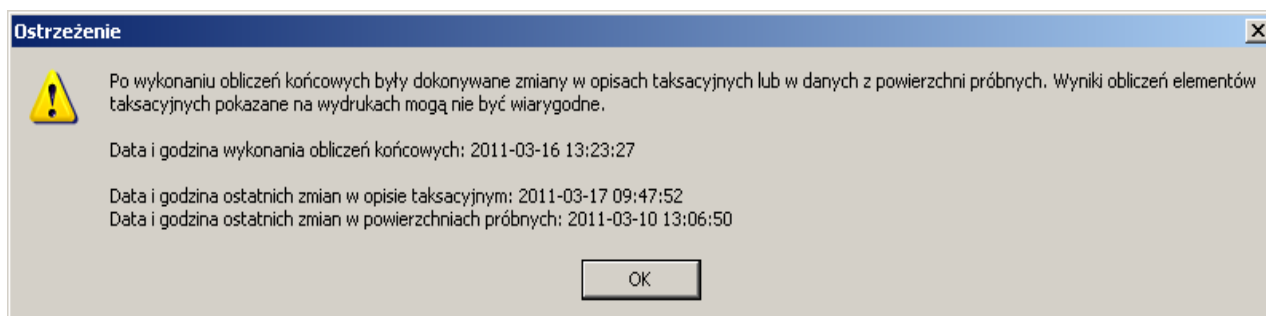 Ostrzeżenie
Po wykonaniu obliczeń końcowych były dokonywane zmiany w opisach taksacyjnych lub w danych z powierzchni próbnych. Wyniki obliczeń elementów
taksacyjnych pokazane na wydrukach mogą nie być wiarygodne.
Data i godzina wykonania obliczeń końcowych: 2011-03-16 13:23:27
Data i godzina ostatnich zmian w opisie taksacyjnym: 2011-03-17 09:47:52
Data i godzina ostatnich zmian w powierzchniach próbnych: 2011-03-10 13:06:50
OK